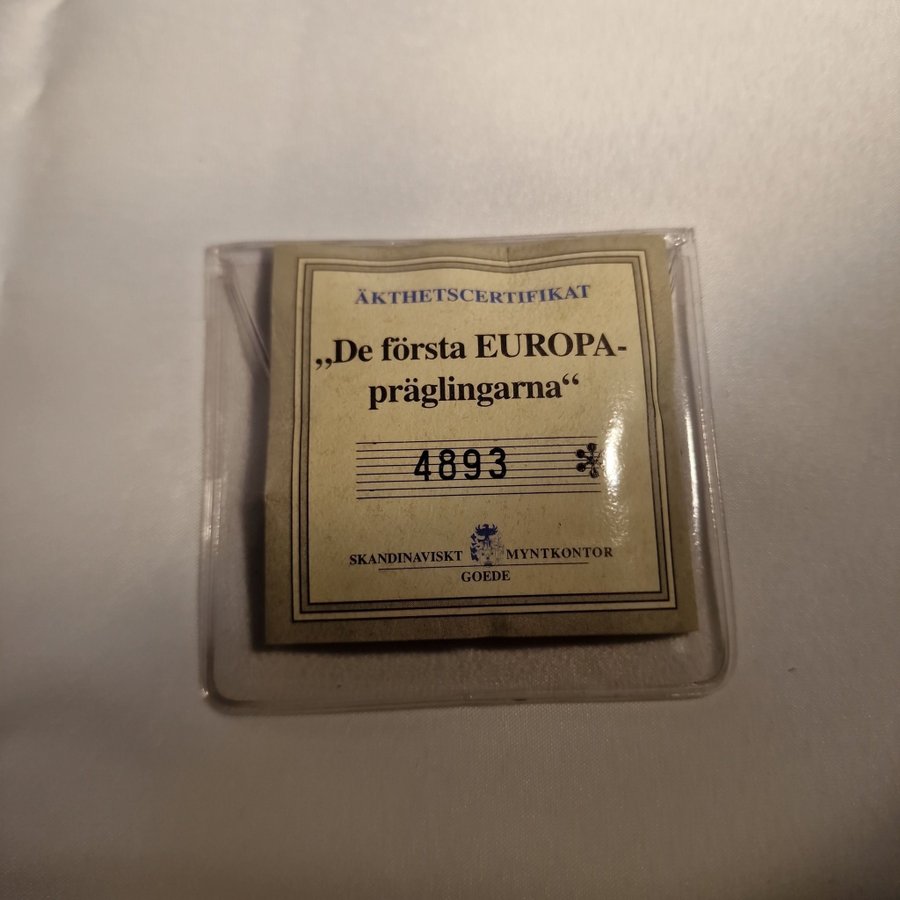 ÄKTHETSCERTIFIKAT
„De första EUROPA-
präglingarna“
4893
SKANDINAVISKT MYNTKONTOR
GOEDE